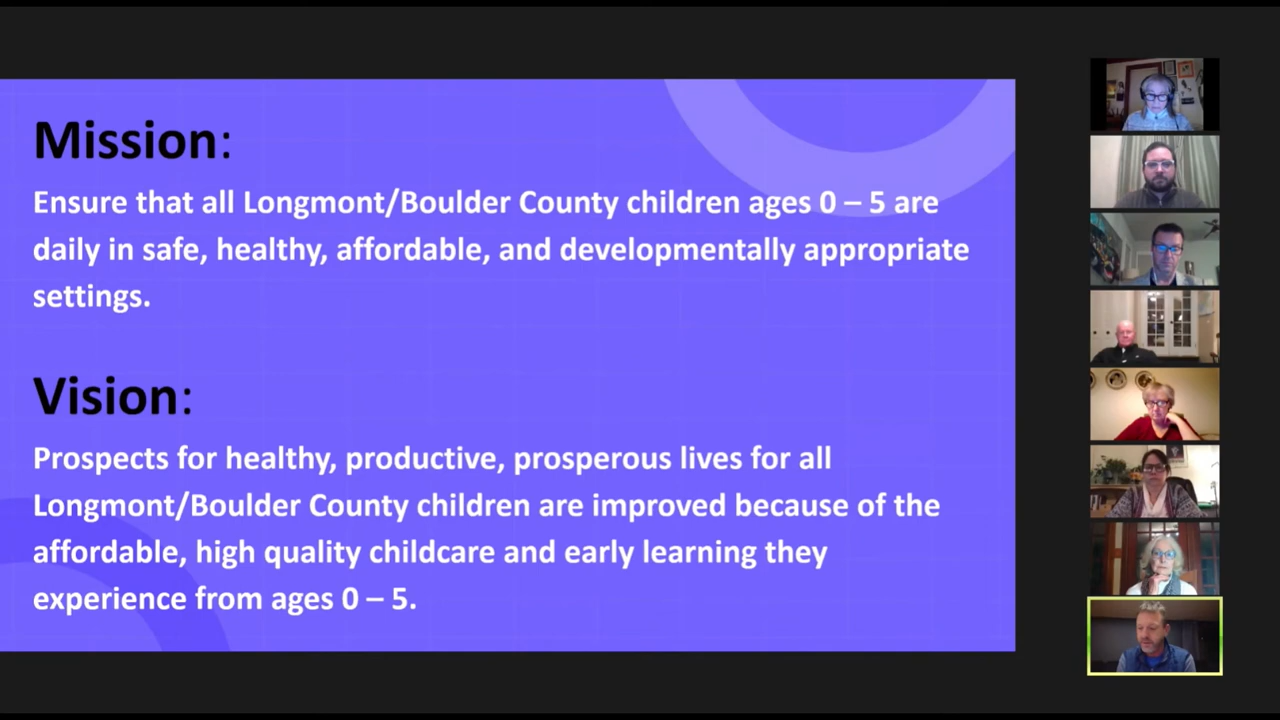 Mission:
Ensure that all Longmont/Boulder County children ages 0 – 5 are
daily in safe, healthy, affordable, and developmentally appropriate
settings.
Vision:
Prospects for healthy, productive, prosperous lives for all
Longmont/Boulder County children are improved because of the
affordable, high quality childcare and early learning they
experience from ages 0 – 5.